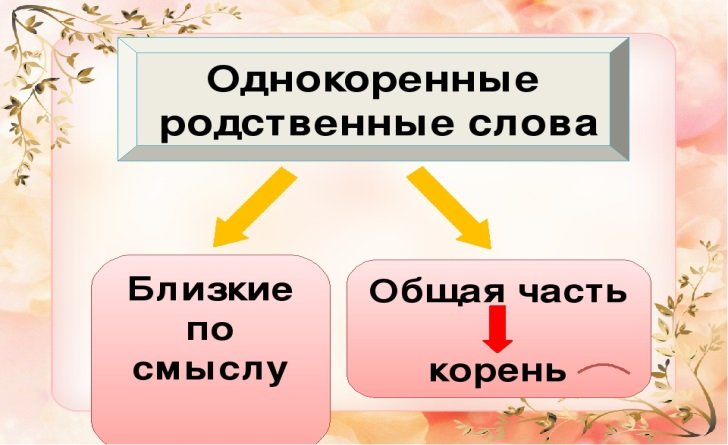 Однокоренные
родственные слова
Близкие
по
смыслу
Общая часть
корень